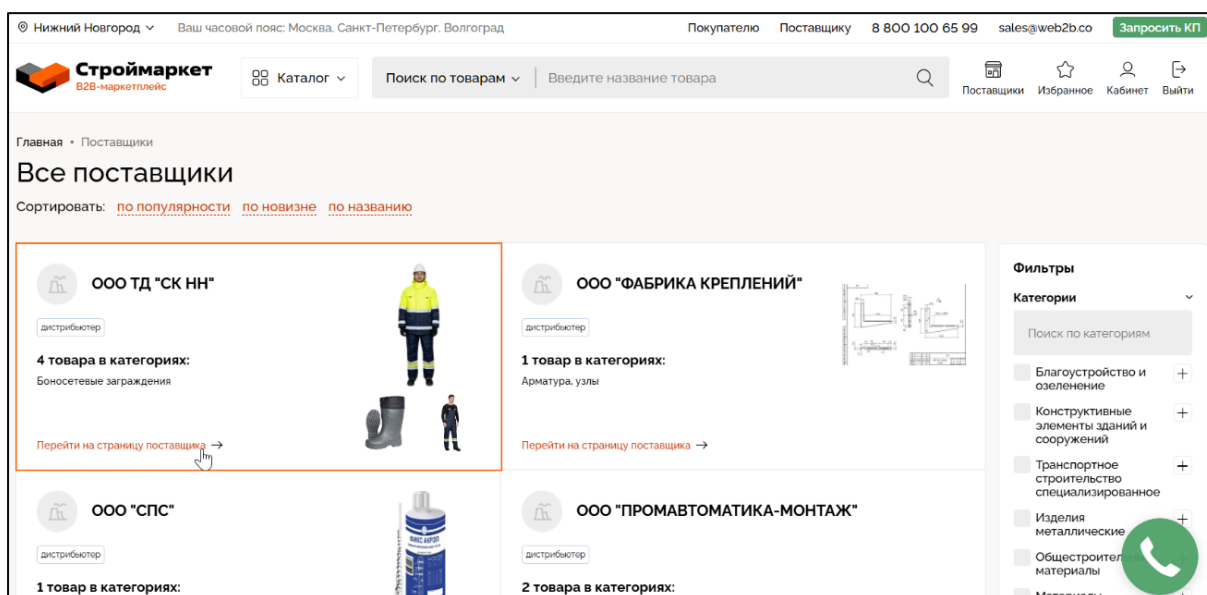 Нижний Новгород
Ваш часовой пояс: Москва, Санкт-Петербург, Волгоград
Покупателю
Поставщику
8 800 100 65 99
sales@web2b.co
Запросить КП
Строймаркет
B2B-маркетплейс
Каталог
Поиск по товарам
Введите название товара
Поставщики
Избранное
Кабинет
Выйти
Главная • Поставщики
Все поставщики
Сортировать: по популярности по новизне по названию
ООО ТД "СК НН"
дистрибьютер
4 товара в категориях:
Боносетевые заграждения
Перейти на страницу поставщика →
ООО "ФАБРИКА КРЕПЛЕНИЙ"
дистрибьютер
1 товар в категориях:
Арматура, узлы
Перейти на страницу поставщика →
ООО "СПС"
дистрибьютер
1 товар в категориях:
ООО "ПРОМАВТОМАТИКА-МОНТАЖ"
дистрибьютер
2 товара в категориях:
Фильтры
Категории
Поиск по категориям
Благоустройство и
озеленение
Конструктивные
элементы зданий и
сооружений
Транспортное
строительство
специализированное
Изделия
металлические
материалы